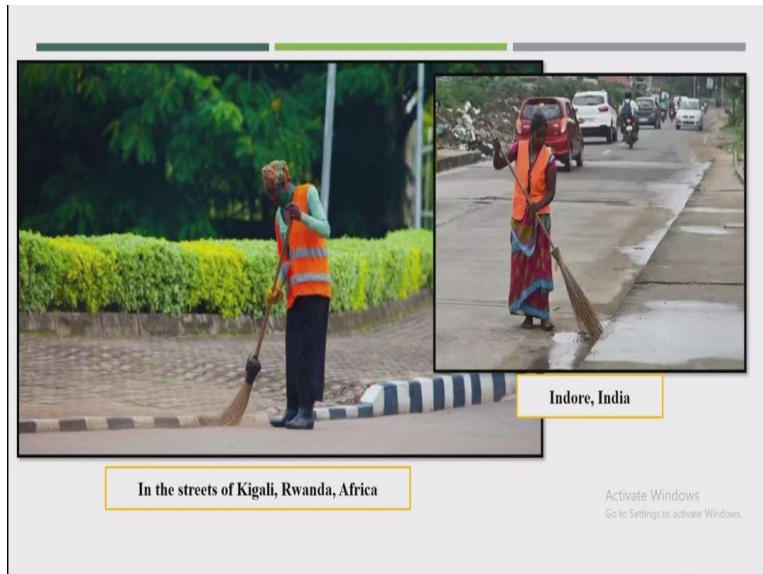 Indore, India
In the streets of Kigali, Rwanda, Africa
Activate Windows
Go to Settings to activate Windows.